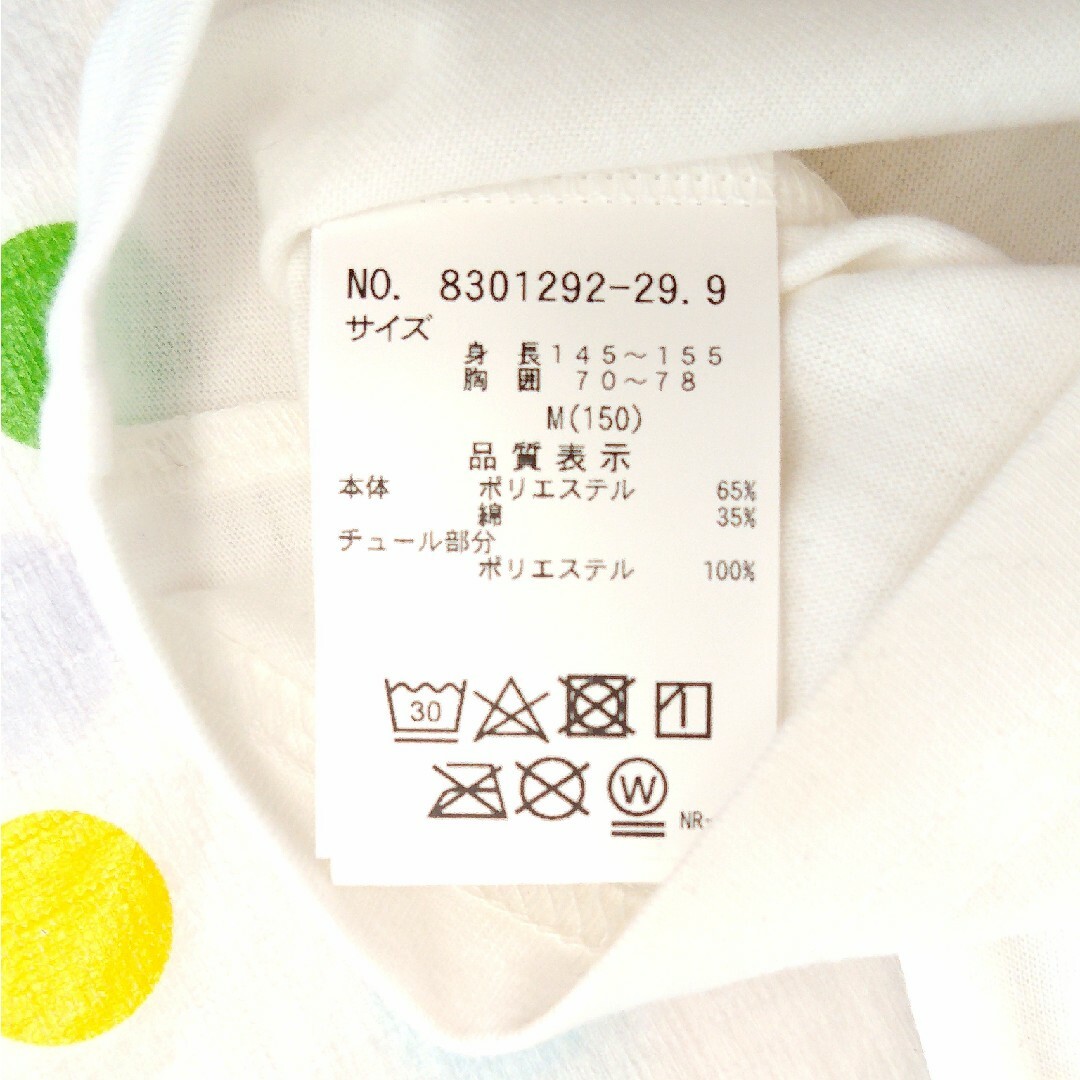 NO. 8301292-29.9
サイズ
身 長145～155
胸 囲 70～78
M(150)
品質表示
本体 ポリエステル 65%
綿 35%
チュール部分
ポリエステル 100%
30
W
NR-